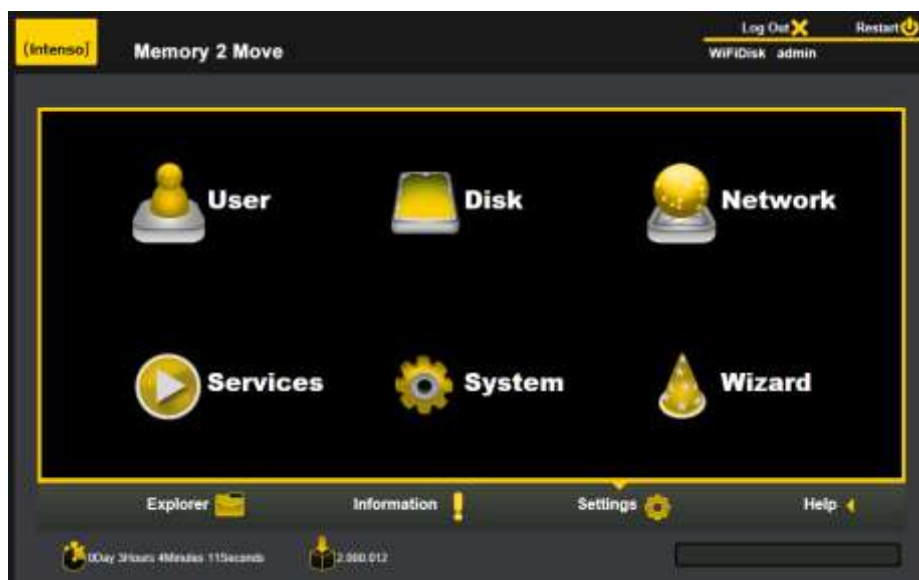 (intenso)
Memory 2 Move
Log Out Restart
WiFiDisk admin
User Disk Network
Services System Wizard
Explorer Information Settings Help
0Day 3Hours 4Minutes 11Seconds 2.000.012